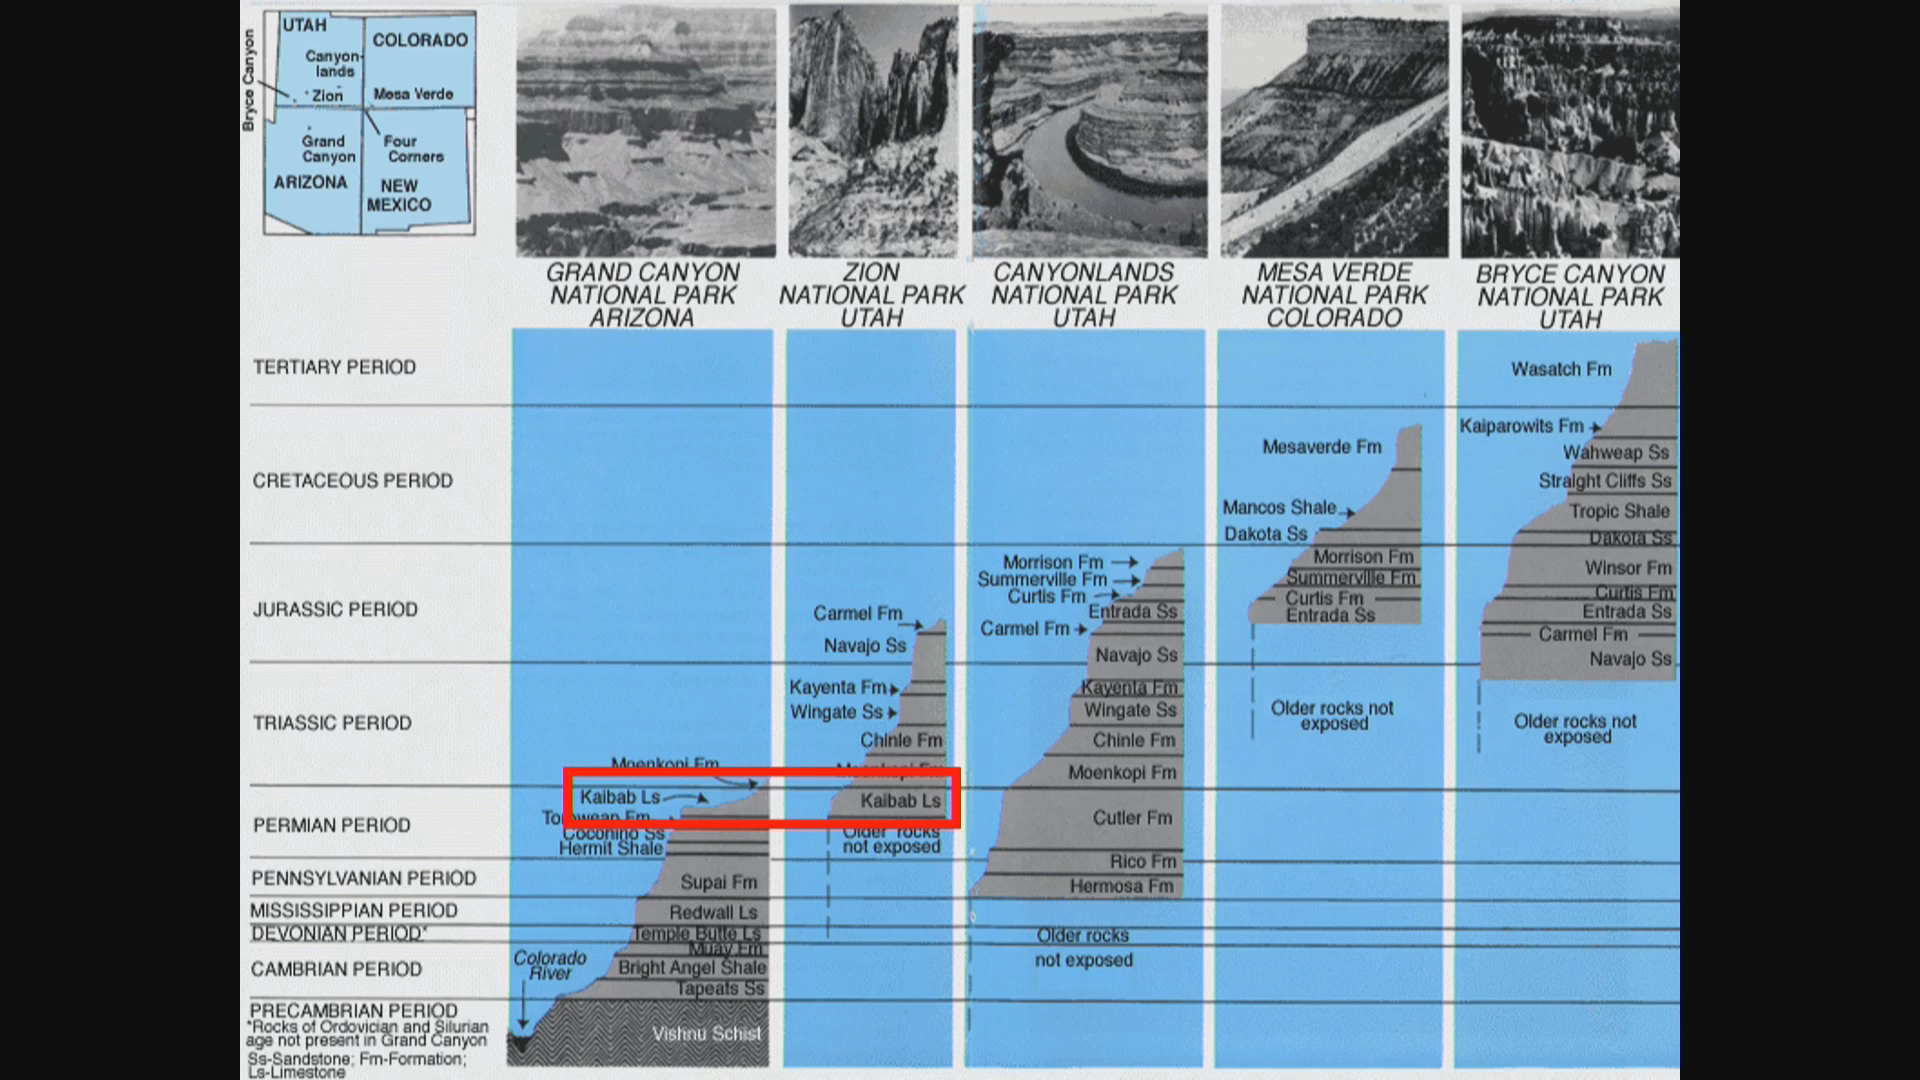 UTAH
COLORADO
Canyon-
lands
Zion
Mesa Verde
Bryce Canyon
Grand
Canyon
Four
Corners
ARIZONA
NEW
MEXICO
GRAND CANYON
NATIONAL PARK
ARIZONA
ZION
NATIONAL PARK
UTAH
CANYONLANDS
NATIONAL PARK
UTAH
MESA VERDE
NATIONAL PARK
COLORADO
BRYCE CANYON
NATIONAL PARK
UTAH
TERTIARY PERIOD
CRETACEOUS PERIOD
JURASSIC PERIOD
TRIASSIC PERIOD
PERMIAN PERIOD
PENNSYLVANIAN PERIOD
MISSISSIPPIAN PERIOD
DEVONIAN PERIOD*
CAMBRIAN PERIOD
PRECAMBRIAN PERIOD
*Rocks of Ordovician and Silurian
age not present in Grand Canyon
Ss-Sandstone; Fm-Formation;
Ls-Limestone
Moenkopi Fm
Kaibab Ls
Toroweap Fm
Coconino Ss
Hermit Shale
Supai Fm
Redwall Ls
Temple Butte Ls
Muav Fm
Bright Angel Shale
Tapeats Ss
Vishnu Schist
Colorado
River
Carmel Fm
Navajo Ss
Kayenta Fm
Wingate Ss
Chinle Fm
Moenkopi Fm
Kaibab Ls
Older rocks
not exposed
Morrison Fm
Summerville Fm
Curtis Fm
Entrada Ss
Carmel Fm
Navajo Ss
Kayenta Fm
Wingate Ss
Chinle Fm
Moenkopi Fm
Cutler Fm
Rico Fm
Hermosa Fm
Older rocks
not exposed
Mesaverde Fm
Mancos Shale
Dakota Ss
Morrison Fm
Summerville Fm
Curtis Fm
Entrada Ss
Older rocks not
exposed
Wasatch Fm
Kaiparowits Fm
Wahweap Ss
Straight Cliffs Ss
Tropic Shale
Dakota Ss
Winsor Fm
Curtis Fm
Entrada Ss
Carmel Fm
Navajo Ss
Older rocks not
exposed